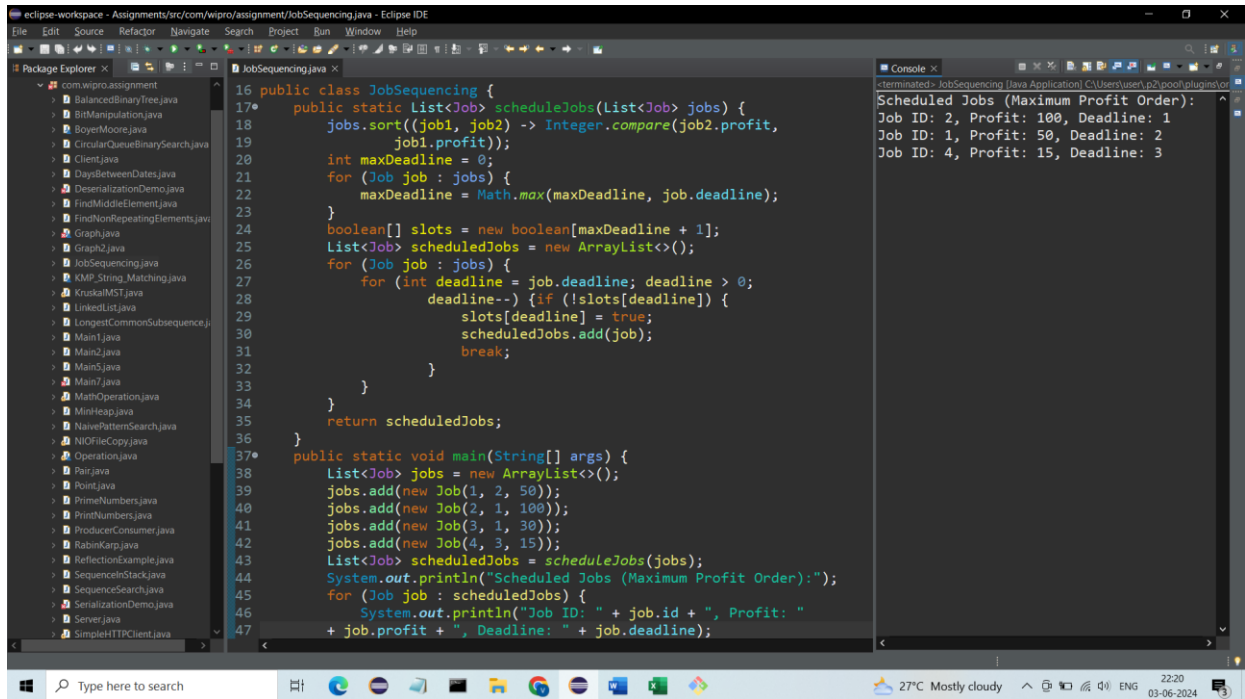 eclipse-workspace - Assignments/src/com/wipro/assignment/JobSequencing.java - Eclipse IDE
File Edit Source Refactor Navigate Search Project Run Window Help
Package Explorer
com.wipro.assignment
BalancedBinaryTree.java
BitManipulation.java
BoyerMoore.java
CircularQueueBinarySearch.java
Client.java
DaysBetweenDates.java
DeserializationDemo.java
FindMiddleElement.java
FindNonRepeatingElements.java
Graph.java
Graph2.java
JobSequencing.java
KMP_String_Matching.java
KruskalMST.java
LinkedList.java
LongestCommonSubsequence.j
Main1.java
Main2.java
Main5.java
Main7.java
MathOperation.java
MinHeap.java
NaivePatternSearch.java
NIOFileCopy.java
Operation.java
Pair.java
Point.java
PrimeNumbers.java
PrintNumbers.java
ProducerConsumer.java
RabinKarp.java
ReflectionExample.java
SequenceInStack.java
SequenceSearch.java
SerializationDemo.java
Server.java
SimpleHTTPClient.java
JobSequencing.java
16 public class JobSequencing {
17 public static List<Job> scheduleJobs(List<Job> jobs) {
18 jobs.sort((job1, job2) -> Integer.compare(job2.profit,
19 job1.profit));
20 int maxDeadline = 0;
21 for (Job job : jobs) {
22 maxDeadline = Math.max(maxDeadline, job.deadline);
23 }
24 boolean[] slots = new boolean[maxDeadline + 1];
25 List<Job> scheduledJobs = new ArrayList<>();
26 for (Job job : jobs) {
27 for (int deadline = job.deadline; deadline > 0;
28 deadline--) {if (!slots[deadline]) {
29 slots[deadline] = true;
30 scheduledJobs.add(job);
31 break;
32 }
33 }
34 }
35 return scheduledJobs;
36 }
37 public static void main(String[] args) {
38 List<Job> jobs = new ArrayList<>();
39 jobs.add(new Job(1, 2, 50));
40 jobs.add(new Job(2, 1, 100));
41 jobs.add(new Job(3, 1, 30));
42 jobs.add(new Job(4, 3, 15));
43 List<Job> scheduledJobs = scheduleJobs(jobs);
44 System.out.println("Scheduled Jobs (Maximum Profit Order):");
45 for (Job job : scheduledJobs) {
46 System.out.println("Job ID: " + job.id + ", Profit: "
47 + job.profit + ", Deadline: " + job.deadline);
Console
<terminated> JobSequencing [Java Application] C:\Users\user\.p2\pool\plugins\or
Scheduled Jobs (Maximum Profit Order):
Job ID: 2, Profit: 100, Deadline: 1
Job ID: 1, Profit: 50, Deadline: 2
Job ID: 4, Profit: 15, Deadline: 3
Type here to search
27°C Mostly cloudy
ENG
22:20
03-06-2024
3